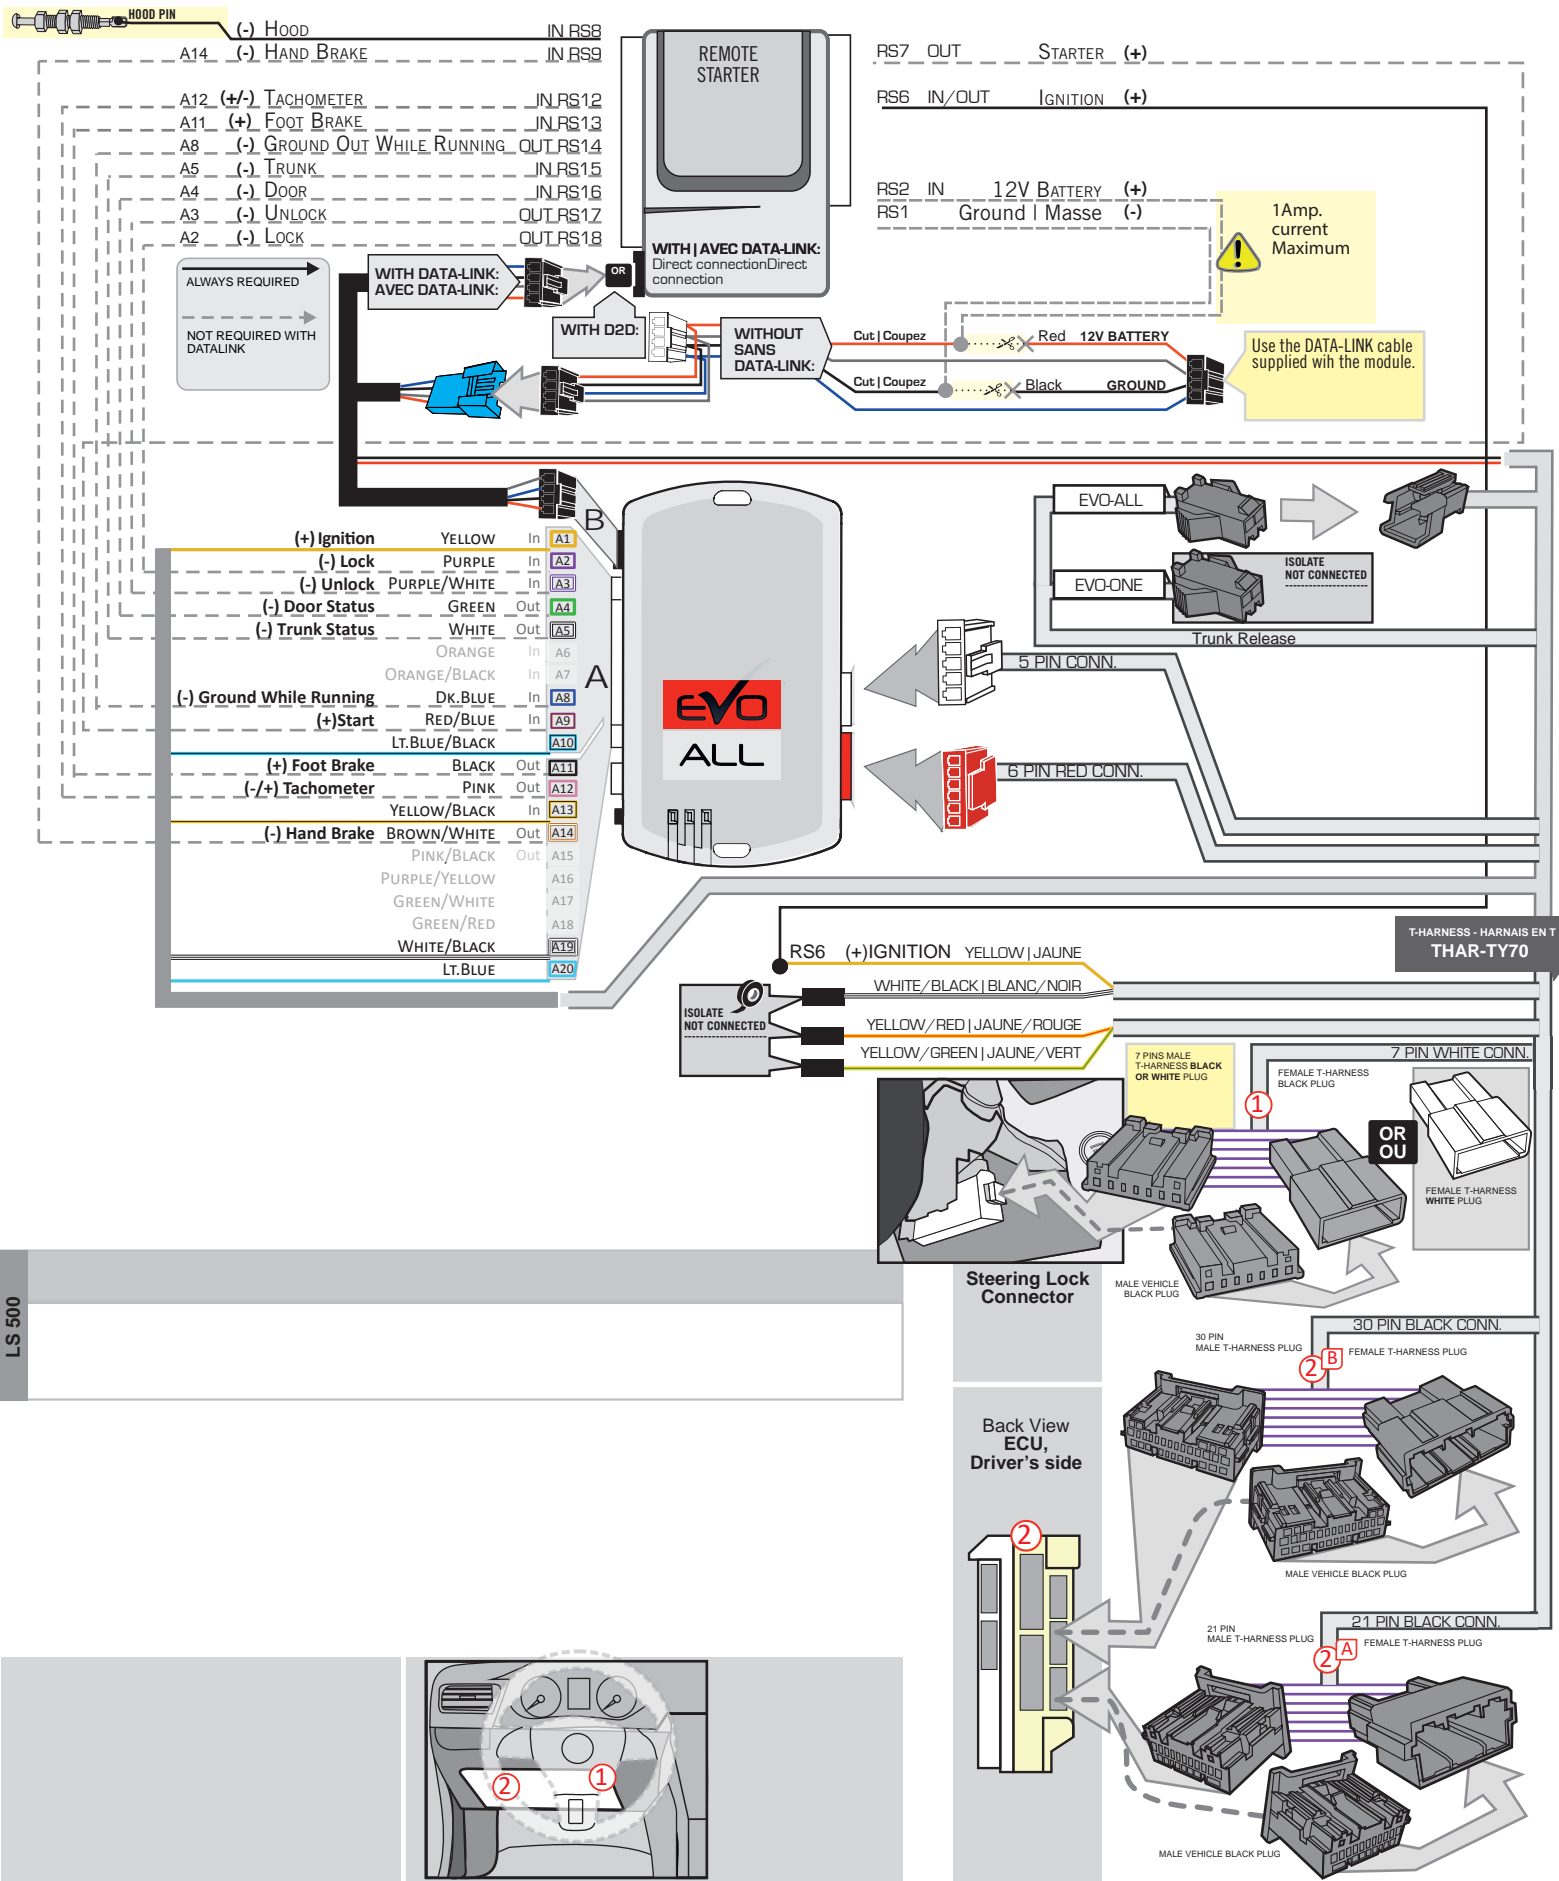 HOOD PIN
(-) HOOD IN RS8
A14 (-) HAND BRAKE IN RS9
A12 (+/-) TACHOMETER IN RS12
A11 (+) FOOT BRAKE IN RS13
A8 (-) GROUND OUT WHILE RUNNING OUT RS14
A5 (-) TRUNK IN RS15
A4 (-) DOOR IN RS16
A3 (-) UNLOCK OUT RS17
A2 (-) LOCK OUT RS18
REMOTE
STARTER
WITH | AVEC DATA-LINK:
Direct connectionDirect
connection
RS7 OUT STARTER (+)
RS6 IN/OUT IGNITION (+)
RS2 IN 12V BATTERY (+)
RS1 Ground | Masse (-)
1Amp.
current
Maximum
ALWAYS REQUIRED
NOT REQUIRED WITH
DATALINK
WITH DATA-LINK:
AVEC DATA-LINK:
OR
WITH D2D:
WITHOUT
SANS
DATA-LINK:
Cut | Coupez Red 12V BATTERY
Cut | Coupez Black GROUND
Use the DATA-LINK cable
supplied wih the module.
B
(+) Ignition YELLOW In A1
(-) Lock PURPLE In A2
(-) Unlock PURPLE/WHITE In A3
(-) Door Status GREEN Out A4
(-) Trunk Status WHITE Out A5
ORANGE In A6
ORANGE/BLACK In A7
A
(-) Ground While Running DK.BLUE In A8
(+)Start RED/BLUE In A9
LT.BLUE/BLACK A10
(+) Foot Brake BLACK Out A11
(-/+) Tachometer PINK Out A12
YELLOW/BLACK In A13
(-) Hand Brake BROWN/WHITE Out A14
PINK/BLACK Out A15
PURPLE/YELLOW A16
GREEN/WHITE A17
GREEN/RED A18
WHITE/BLACK A19
LT.BLUE A20
EVO
ALL
EVO-ALL
EVO-ONE
ISOLATE
NOT CONNECTED
Trunk Release
5 PIN CONN.
6 PIN RED CONN.
T-HARNESS - HARNAIS EN T
THAR-TY70
RS6 (+)IGNITION YELLOW | JAUNE
WHITE/BLACK | BLANC/NOIR
YELLOW/RED | JAUNE/ROUGE
YELLOW/GREEN | JAUNE/VERT
ISOLATE
NOT CONNECTED
7 PINS MALE
T-HARNESS BLACK
OR WHITE PLUG
7 PIN WHITE CONN.
FEMALE T-HARNESS
BLACK PLUG
1
OR
OU
FEMALE T-HARNESS
WHITE PLUG
MALE VEHICLE
BLACK PLUG
Steering Lock
Connector
LS 500
30 PIN BLACK CONN.
30 PIN
MALE T-HARNESS PLUG
2 B
FEMALE T-HARNESS PLUG
MALE VEHICLE BLACK PLUG
Back View
ECU,
Driver's side
2
21 PIN BLACK CONN.
21 PIN
MALE T-HARNESS PLUG
2 A
FEMALE T-HARNESS PLUG
MALE VEHICLE BLACK PLUG
2
1